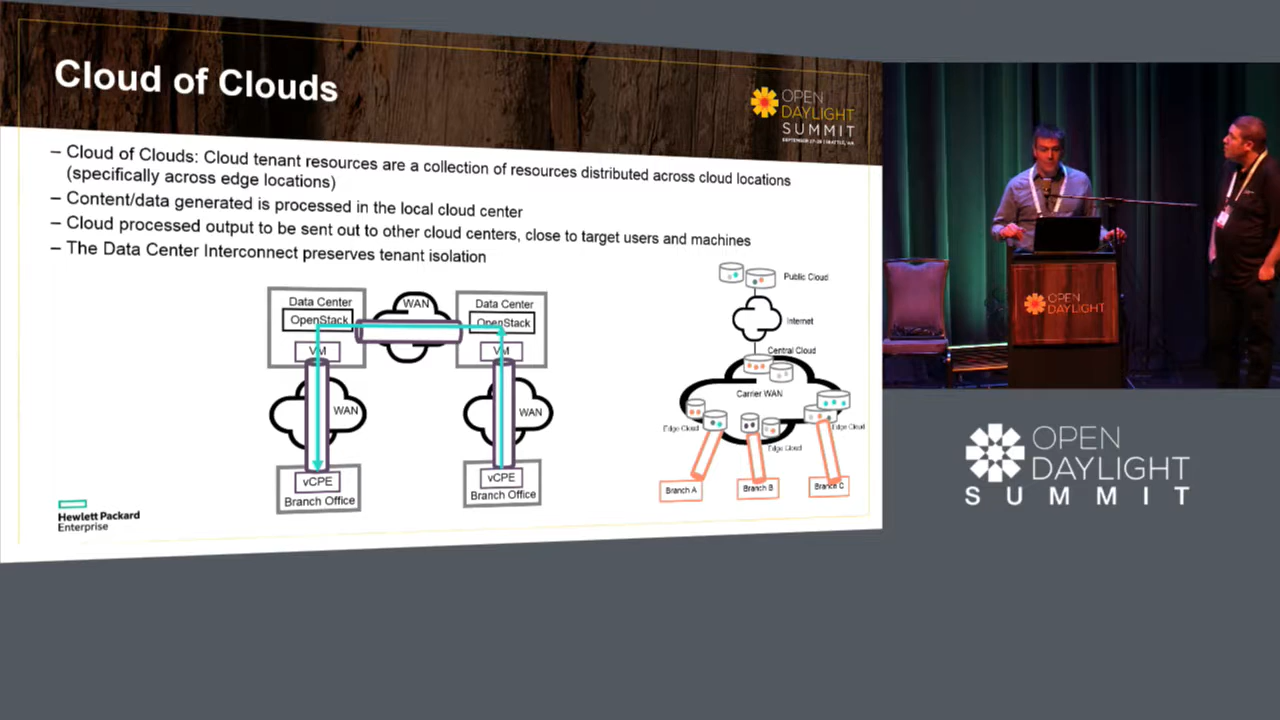 Cloud of Clouds
OPEN
DAYLIGHT
SUMMIT
– Cloud of Clouds: Cloud tenant resources are a collection of resources distributed across cloud locations
(specifically across edge locations)
– Content/data generated is processed in the local cloud center
– Cloud processed output to be sent out to other cloud centers, close to target users and machines
– The Data Center Interconnect preserves tenant isolation
Data Center
OpenStack
VM
WAN
Data Center
OpenStack
VM
WAN
WAN
vCPE
Branch Office
vCPE
Branch Office
Public Cloud
Internet
Central Cloud
Carrier WAN
Edge Cloud
Edge Cloud
Edge Cloud
Branch A
Branch B
Branch C
Hewlett Packard
Enterprise
OPEN
DAYLIGHT
OPEN
DAYLIGHT
SUMMIT